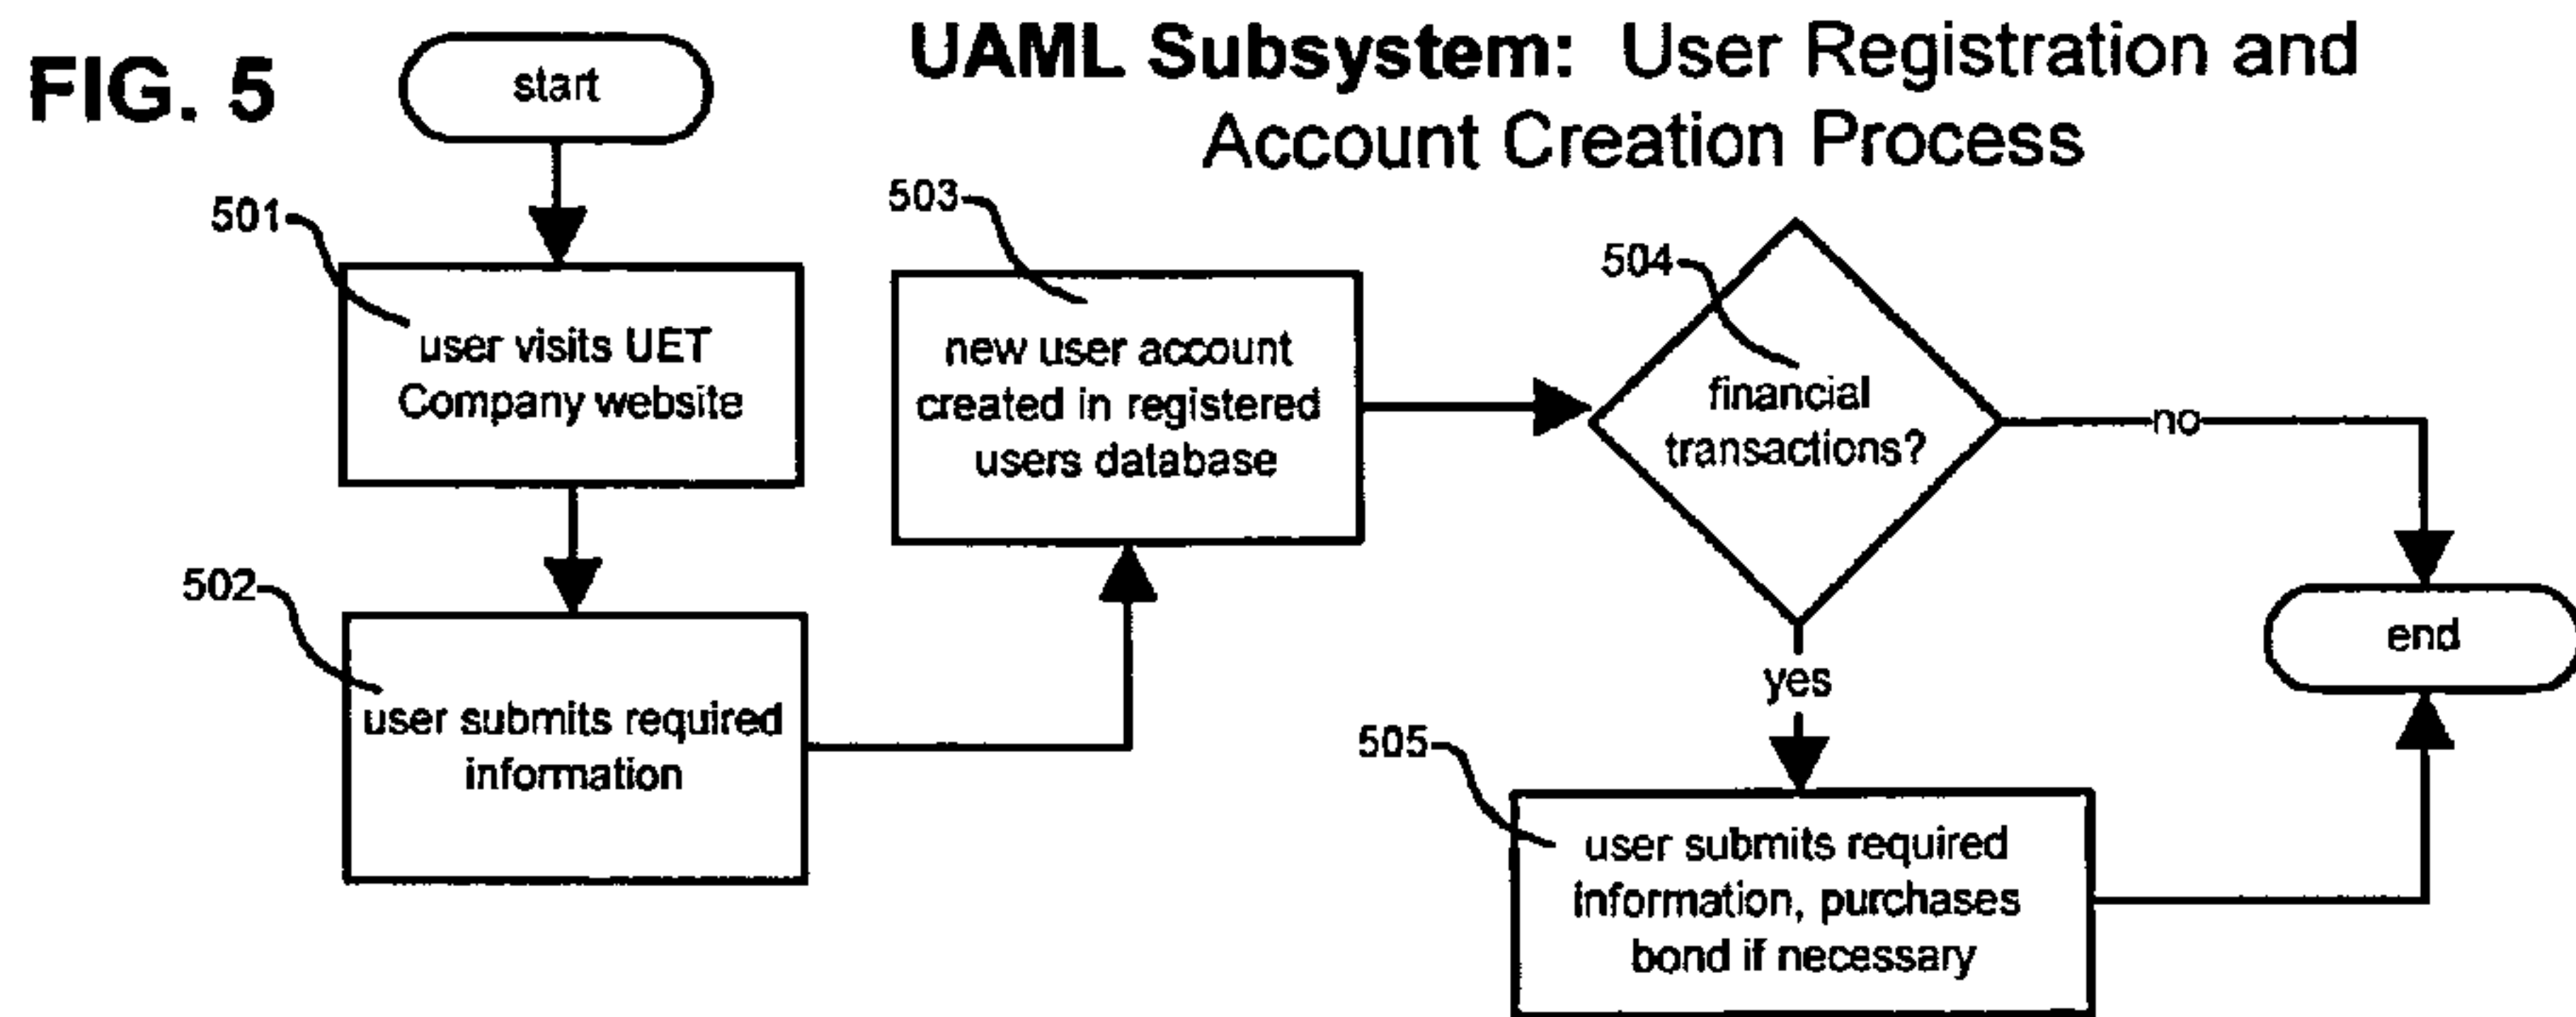 FIG. 5
start
UAML Subsystem: User Registration and
Account Creation Process
501
user visits UET
Company website
502
user submits required
information
503
new user account
created in registered
users database
504
financial
transactions?
no
yes
505
user submits required
information, purchases
bond if necessary
end